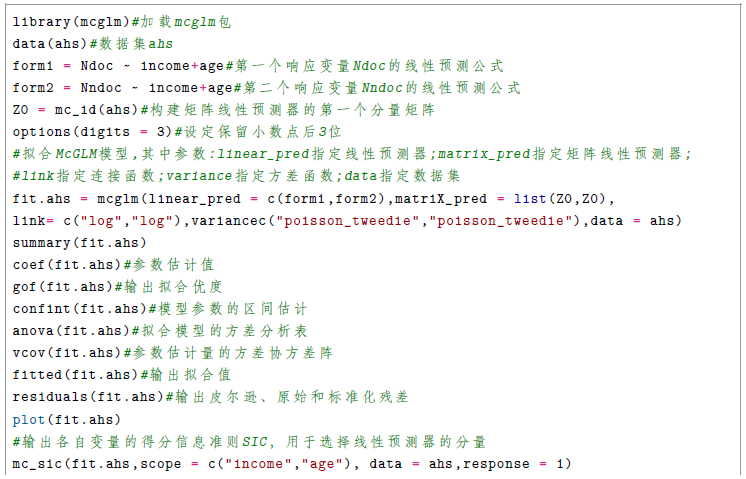 library(mcglm)#加载mcglm包
data(ahs)#数据集ahs
form1 = Ndoc ~ income+age#第一个响应变量Ndoc的线性预测公式
form2 = Nndoc ~ income+age#第二个响应变量Nndoc的线性预测公式
Z0 = mc_id(ahs)#构建矩阵线性预测器的第一个分量矩阵
options(digits = 3)#设定保留小数点后3位
#拟合McGLM模型,其中参数:linear_pred指定线性预测器;matrix_pred指定矩阵线性预测器;
#link指定连接函数;variance指定方差函数;data指定数据集
fit.ahs = mcglm(linear_pred = c(form1,form2),matriX_pred = list(Z0,Z0),
link= c("log","log"),variancec("poisson_tweedie","poisson_tweedie"),data = ahs)
summary(fit.ahs)
coef(fit.ahs)#参数估计值
gof(fit.ahs)#输出拟合优度
confint(fit.ahs)#模型参数的区间估计
anova(fit.ahs)#拟合模型的方差分析表
vcov(fit.ahs)#参数估计量的方差协方差阵
fitted(fit.ahs)#输出拟合值
residuals(fit.ahs)#输出皮尔逊、原始和标准化残差
plot(fit.ahs)
#输出各自变量的得分信息准则SIC，用于选择线性预测器的分量
mc_sic(fit.ahs,scope = c("income","age"), data = ahs,response = 1)